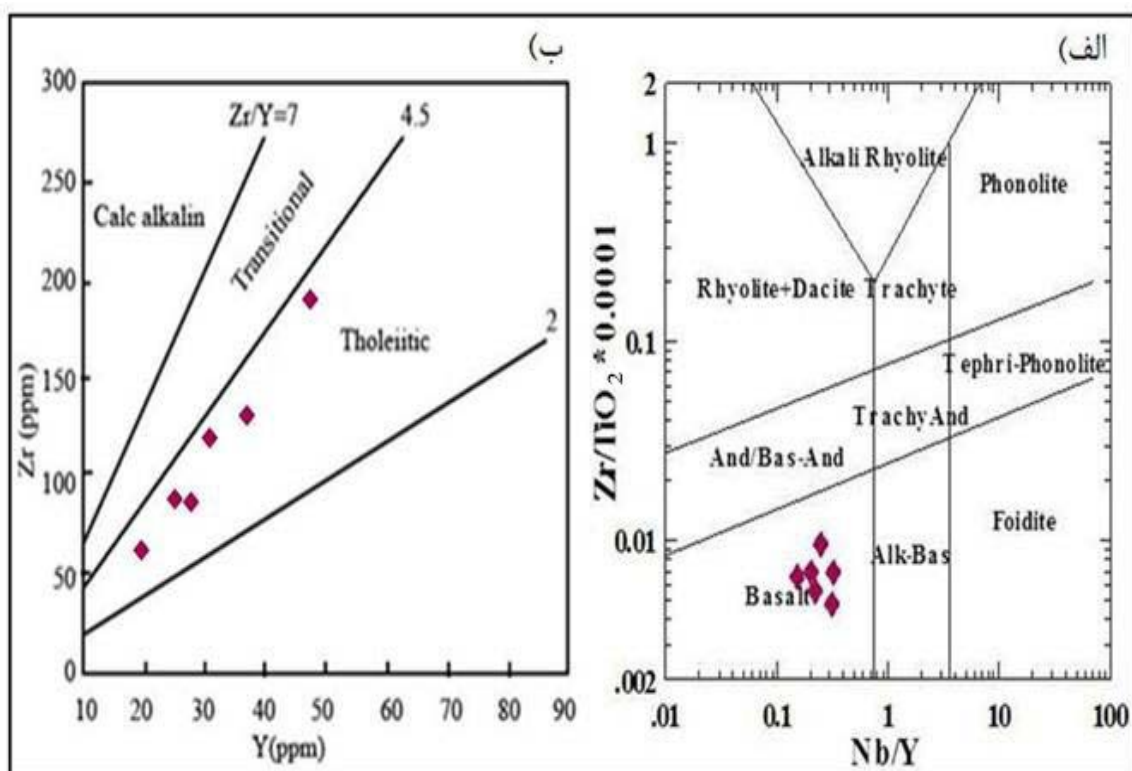 ب)
300
250
200
150
100
50
0
Zr (ppm)
Zr/Y=7
4.5
2
Calc alkalin
Transitional
Tholeiitic
10 20 30 40 50 60 70 80 90
Y(ppm)
الف)
2
1
0.1
0.01
.002
Zr/TiO2*0.0001
Alkali Rhyolite
Phonolite
Rhyolite+Dacite Trachyte
Tephri-Phonolite
TrachyAnd
And/Bas-And
Foidite
Alk-Bas
Basalt
.01 0.1 1 10 100
Nb/Y